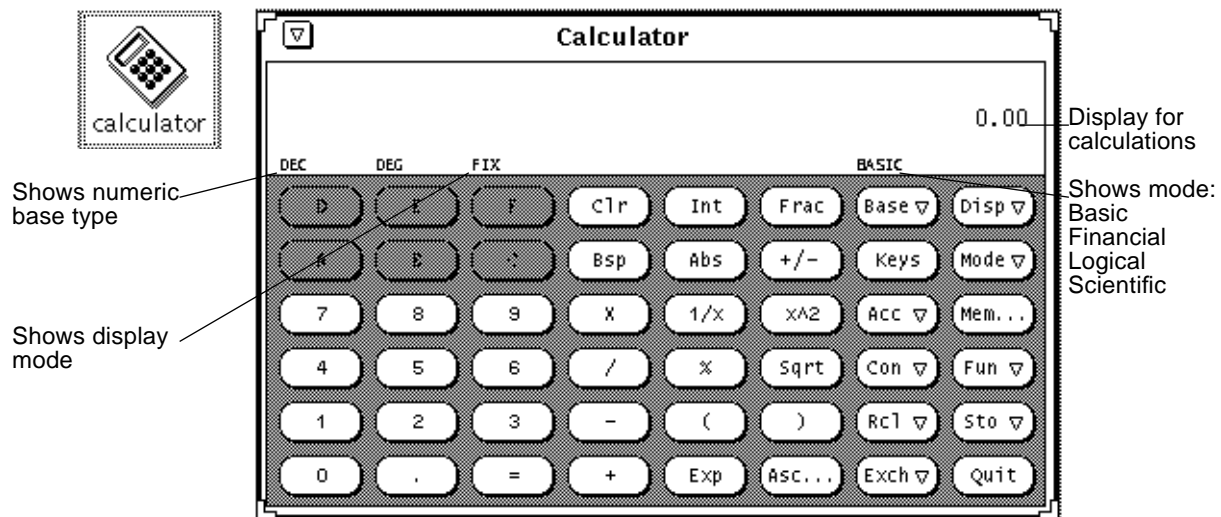 Calculator
calculator
0.00
Display for
calculations
DEC DEG FIX BASIC
Shows numeric
base type
Shows mode:
Basic
Financial
Logical
Scientific
D E F Clr Int Frac Base Disp
A B C Bsp Abs +/- Keys Mode
7 8 9 X 1/x x^2 Acc Mem...
Shows display
mode
4 5 6 / % Sqrt Con Fun
1 2 3 - ( ) Rcl Sto
0 . = + Exp Asc... Exch Quit